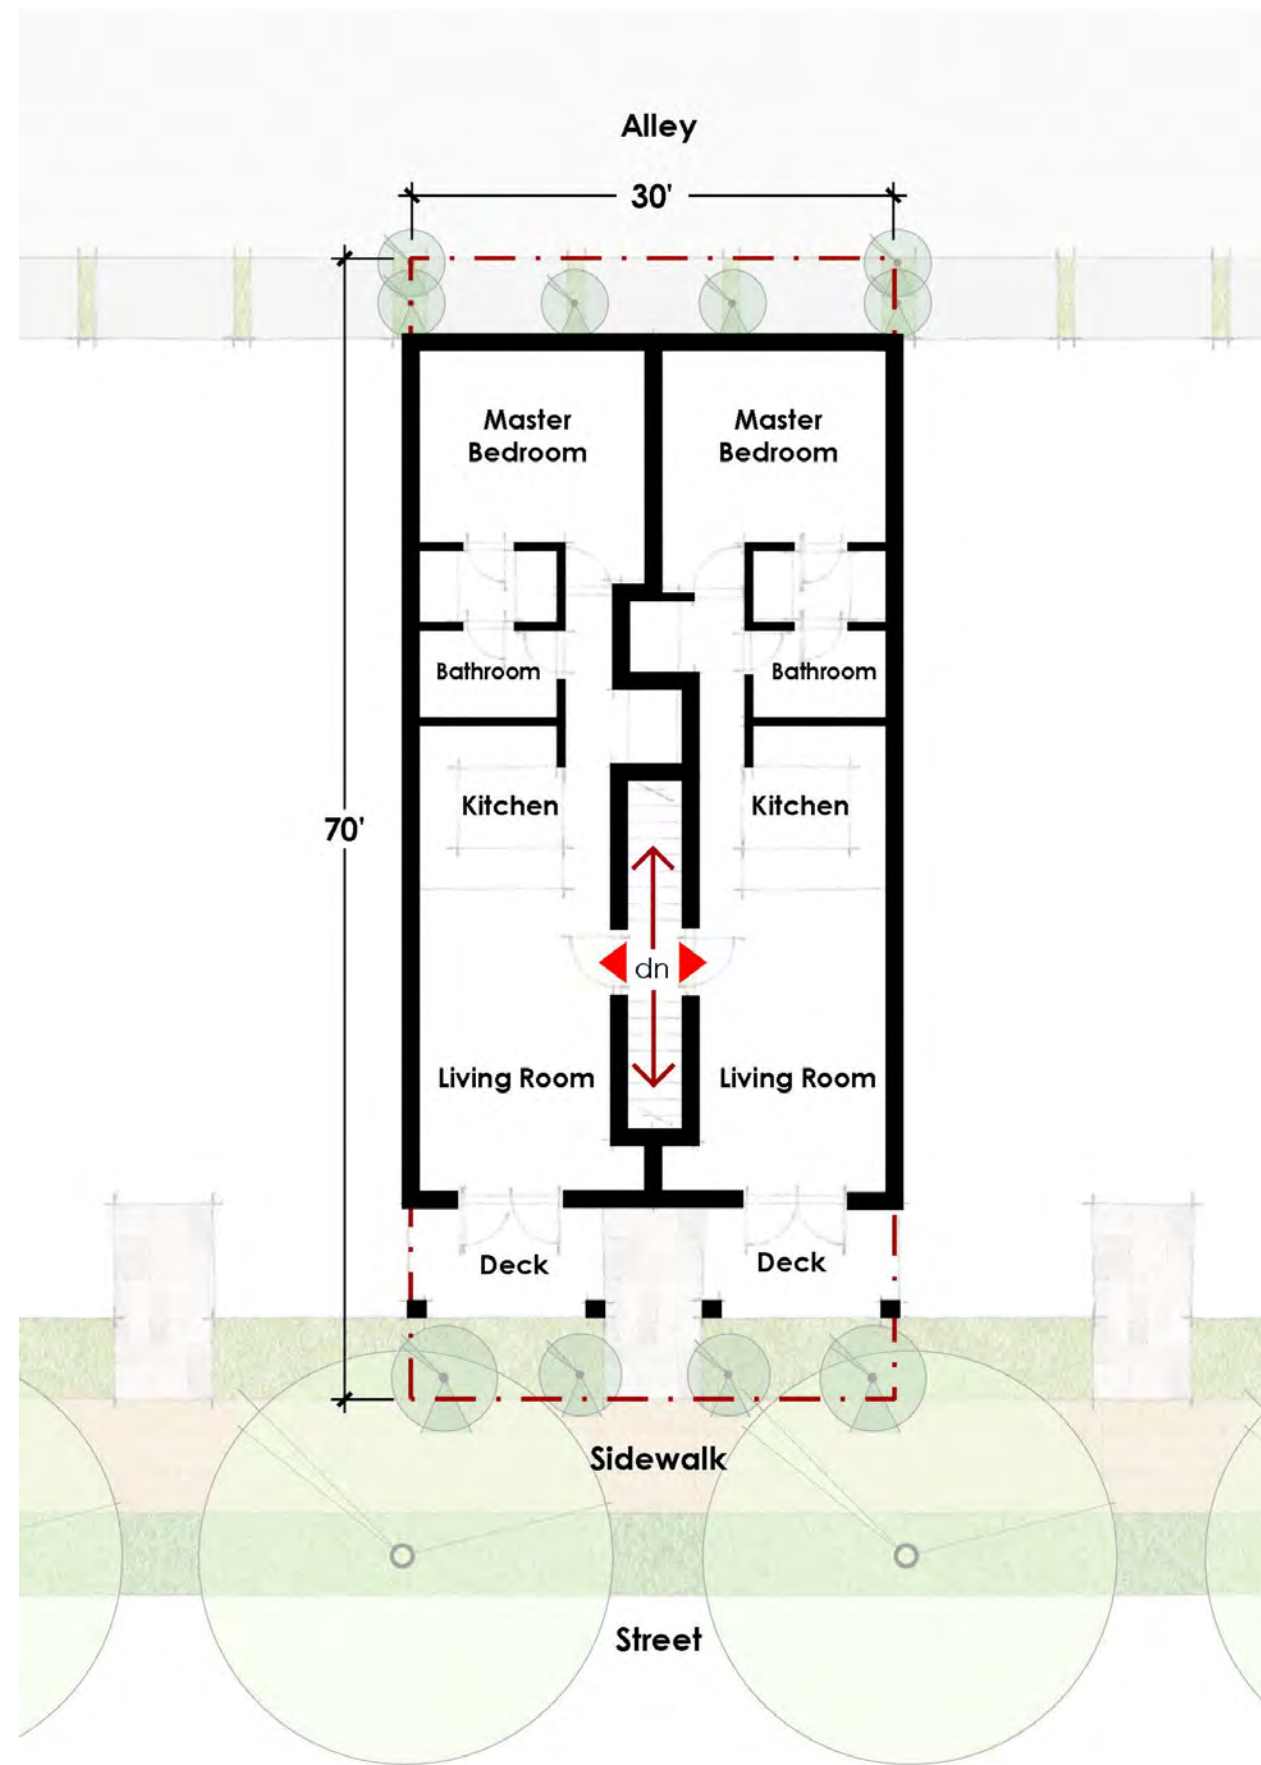 Alley
30'
Master
Bedroom
Master
Bedroom
Bathroom
Bathroom
Kitchen
Kitchen
70'
dn
Living Room
Living Room
Deck
Deck
Sidewalk
Street